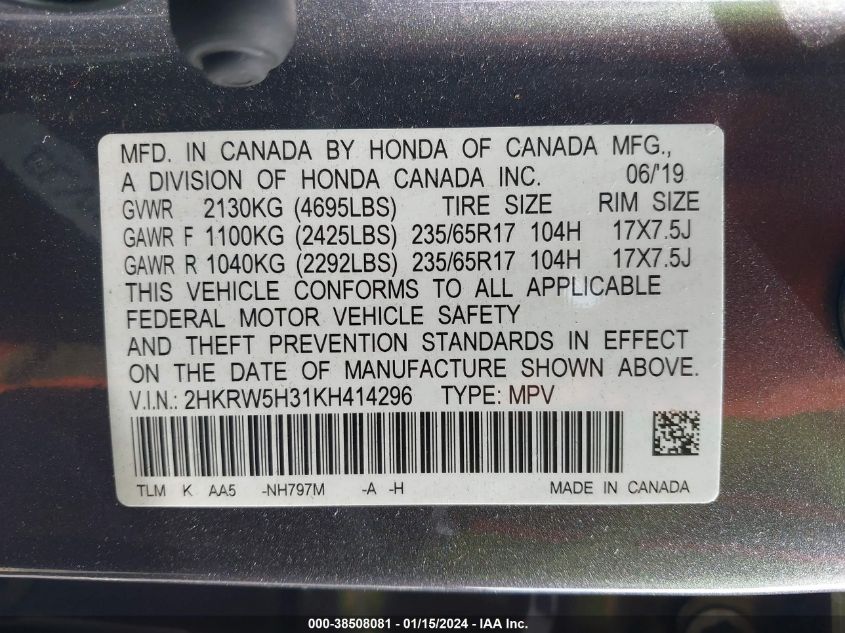 MFD. IN CANADA BY HONDA OF CANADA MFG.,
A DIVISION OF HONDA CANADA INC. 06/'19
GVWR 2130KG (4695LBS) TIRE SIZE RIM SIZE
GAWR F 1100KG (2425LBS) 235/65R17 104H 17X7.5J
GAWR R 1040KG (2292LBS) 235/65R17 104H 17X7.5J
THIS VEHICLE CONFORMS TO ALL APPLICABLE
FEDERAL MOTOR VEHICLE SAFETY
AND THEFT PREVENTION STANDARDS IN EFFECT
ON THE DATE OF MANUFACTURE SHOWN ABOVE.
V.I.N.: 2HKRW5H31KH414296 TYPE: MPV
TLM K AA5 -NH797M -A -H MADE IN CANADA
000-38508081 - 01/15/2024 - IAA Inc.